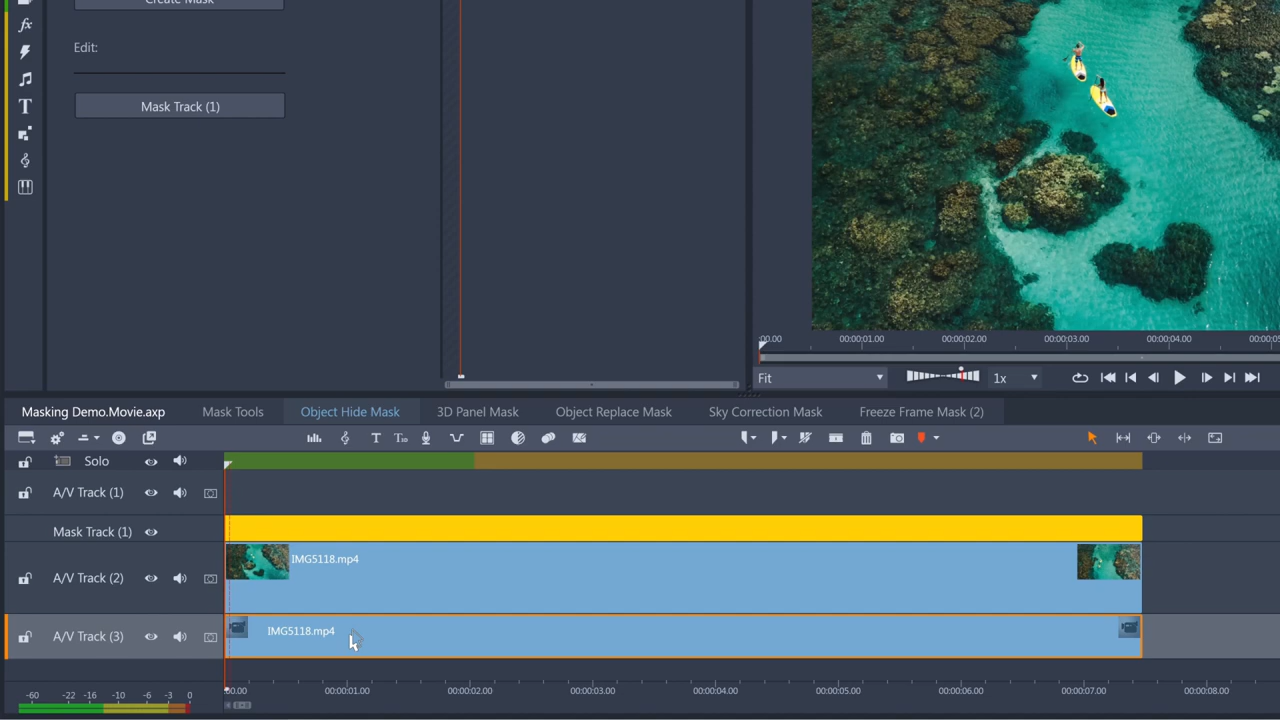 Create Mask
Edit:
Mask Track (1)
00.00 00:00:01.00 00:00:02.00 00:00:03.00 00:00:04.00
Fit 1x
Masking Demo.Movie.axp Mask Tools Object Hide Mask 3D Panel Mask Object Replace Mask Sky Correction Mask Freeze Frame Mask (2)
Solo
A/V Track (1)
Mask Track (1)
IMG5118.mp4
A/V Track (2)
IMG5118.mp4
A/V Track (3)
00.00 00:00:01.00 00:00:02.00 00:00:03.00 00:00:04.00 00:00:05.00 00:00:06.00 00:00:07.00 00:00:08.00
-60 -22 -16 -10 -6 -3 0